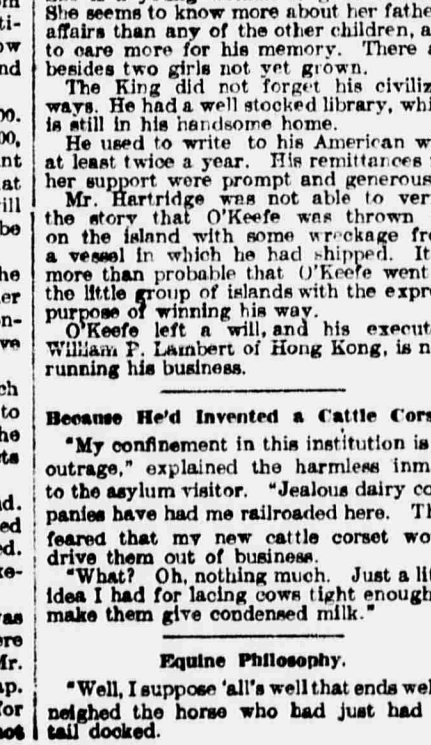 She seems to know more about her fathe
affairs than any of the other children, a
to care more for his memory. There a
besides two girls not yet grown.
The King did not forget his civiliz
ways. He had a well stocked library, whi
is still in his handsome home.
He used to write to his American w
at least twice a year. His remittances
her support were prompt and generous
Mr. Hartridge was not able to ver
the story that O'Keefe was thrown
on the island with some wreckage fr
a vessel in which he had shipped. It
more than probable that O'Keefe went
the little group of islands with the expr
purpose of winning his way.
O'Keefe left a will, and his execut
William P. Lambert of Hong Kong, is n
running his business.
Because He'd Invented a Cattle Cors
"My confinement in this institution is
outrage," explained the harmless inm
to the asylum visitor. "Jealous dairy co
panies have had me railroaded here. Th
feared that my new cattle corset wo
drive them out of business.
"What? Oh, nothing much. Just a lit
idea I had for lacing cows tight enough
make them give condensed milk."
Equine Philosophy.
"Well, I suppose 'all's well that ends wel
neighed the horse who had just had
tail docked.